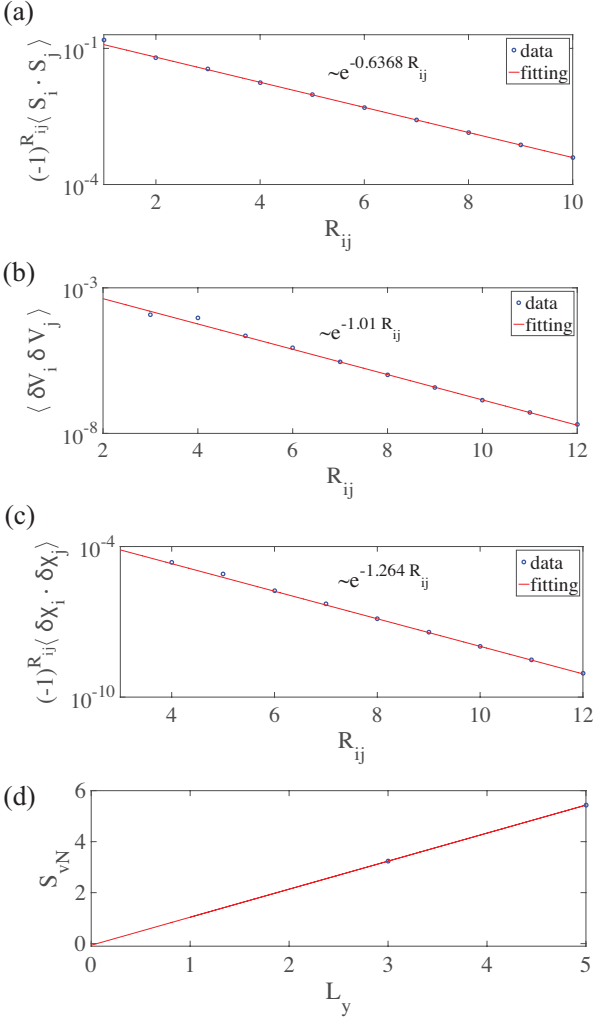 (a)
10^-1
(-1)^R_ij ⟨ S_i · S_j ⟩
~e^-0.6368 R_ij
data
fitting
10^-4
2 4 6 8 10
R_ij
(b)
10^-3
⟨ δV_i δ V_j ⟩
~e^-1.01 R_ij
data
fitting
10^-8
2 4 6 8 10 12
R_ij
(c)
10^-4
(-1)^R_ij ⟨ δχ_i · δχ_j ⟩
~e^-1.264 R_ij
data
fitting
10^-10
4 6 8 10 12
R_ij
(d)
6
4
2
0
S_vN
0 1 2 3 4 5
L_y